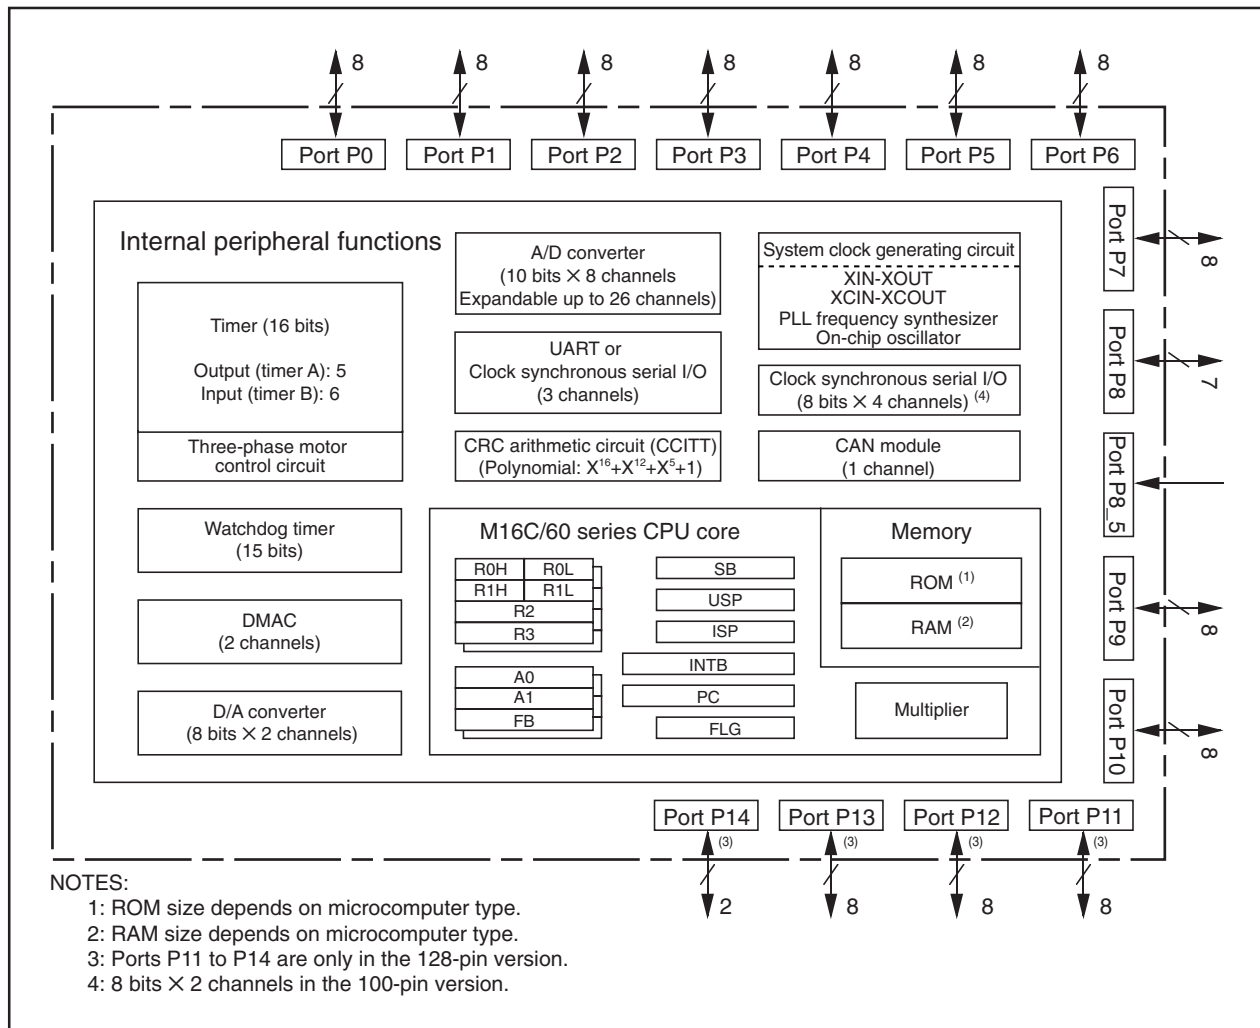 8 8 8 8 8 8 8
Port P0 Port P1 Port P2 Port P3 Port P4 Port P5 Port P6
Internal peripheral functions
Timer (16 bits)
Output (timer A): 5
Input (timer B): 6
Three-phase motor
control circuit
Watchdog timer
(15 bits)
DMAC
(2 channels)
D/A converter
(8 bits × 2 channels)
A/D converter
(10 bits × 8 channels
Expandable up to 26 channels)
UART or
Clock synchronous serial I/O
(3 channels)
CRC arithmetic circuit (CCITT)
(Polynomial: X¹⁶+X¹²+X⁵+1)
System clock generating circuit
XIN-XOUT
XCIN-XCOUT
PLL frequency synthesizer
On-chip oscillator
Clock synchronous serial I/O
(8 bits × 4 channels) (4)
CAN module
(1 channel)
M16C/60 series CPU core
R0H R0L
R1H R1L
R2
R3
A0
A1
FB
SB
USP
ISP
INTB
PC
FLG
Memory
ROM (1)
RAM (2)
Multiplier
Port P7
8
Port P8
7
Port P8_5
Port P9
8
Port P10
8
Port P14 Port P13 Port P12 Port P11
(3) (3) (3) (3)
2 8 8 8
NOTES:
1: ROM size depends on microcomputer type.
2: RAM size depends on microcomputer type.
3: Ports P11 to P14 are only in the 128-pin version.
4: 8 bits × 2 channels in the 100-pin version.